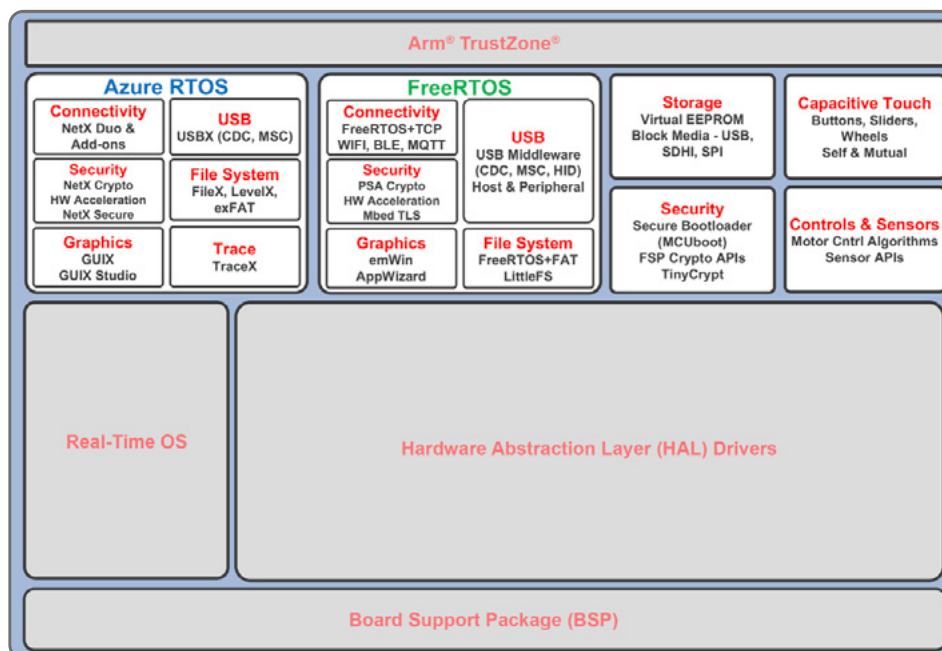 Arm® TrustZone®
Azure RTOS
Connectivity
NetX Duo &
Add-ons
USB
USBX (CDC, MSC)
Security
NetX Crypto
HW Acceleration
NetX Secure
File System
FileX, LevelX,
exFAT
Graphics
GUIX
GUIX Studio
Trace
TraceX
FreeRTOS
Connectivity
FreeRTOS+TCP
WIFI, BLE, MQTT
USB
USB Middleware
(CDC, MSC, HID)
Host & Peripheral
Security
PSA Crypto
HW Acceleration
Mbed TLS
Graphics
emWin
AppWizard
File System
FreeRTOS+FAT
LittleFS
Storage
Virtual EEPROM
Block Media - USB,
SDHI, SPI
Capacitive Touch
Buttons, Sliders,
Wheels
Self & Mutual
Security
Secure Bootloader
(MCUboot)
FSP Crypto APIs
TinyCrypt
Controls & Sensors
Motor Cntrl Algorithms
Sensor APIs
Real-Time OS
Hardware Abstraction Layer (HAL) Drivers
Board Support Package (BSP)